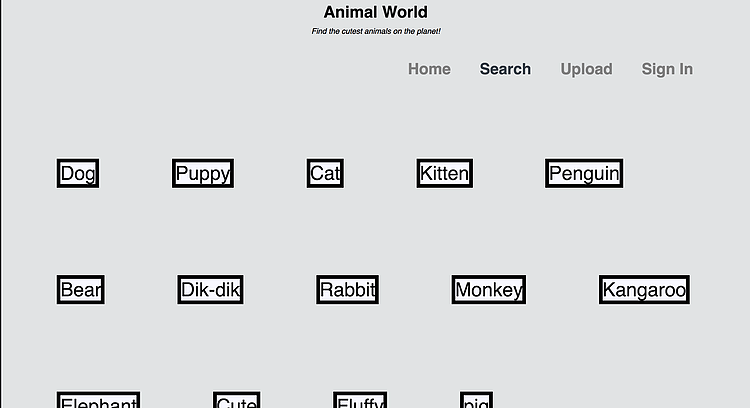 Animal World
Find the cutest animals on the planet!
Home Search Upload Sign In
Dog Puppy Cat Kitten Penguin
Bear Dik-dik Rabbit Monkey Kangaroo
Elephant Cute Fluffy pig